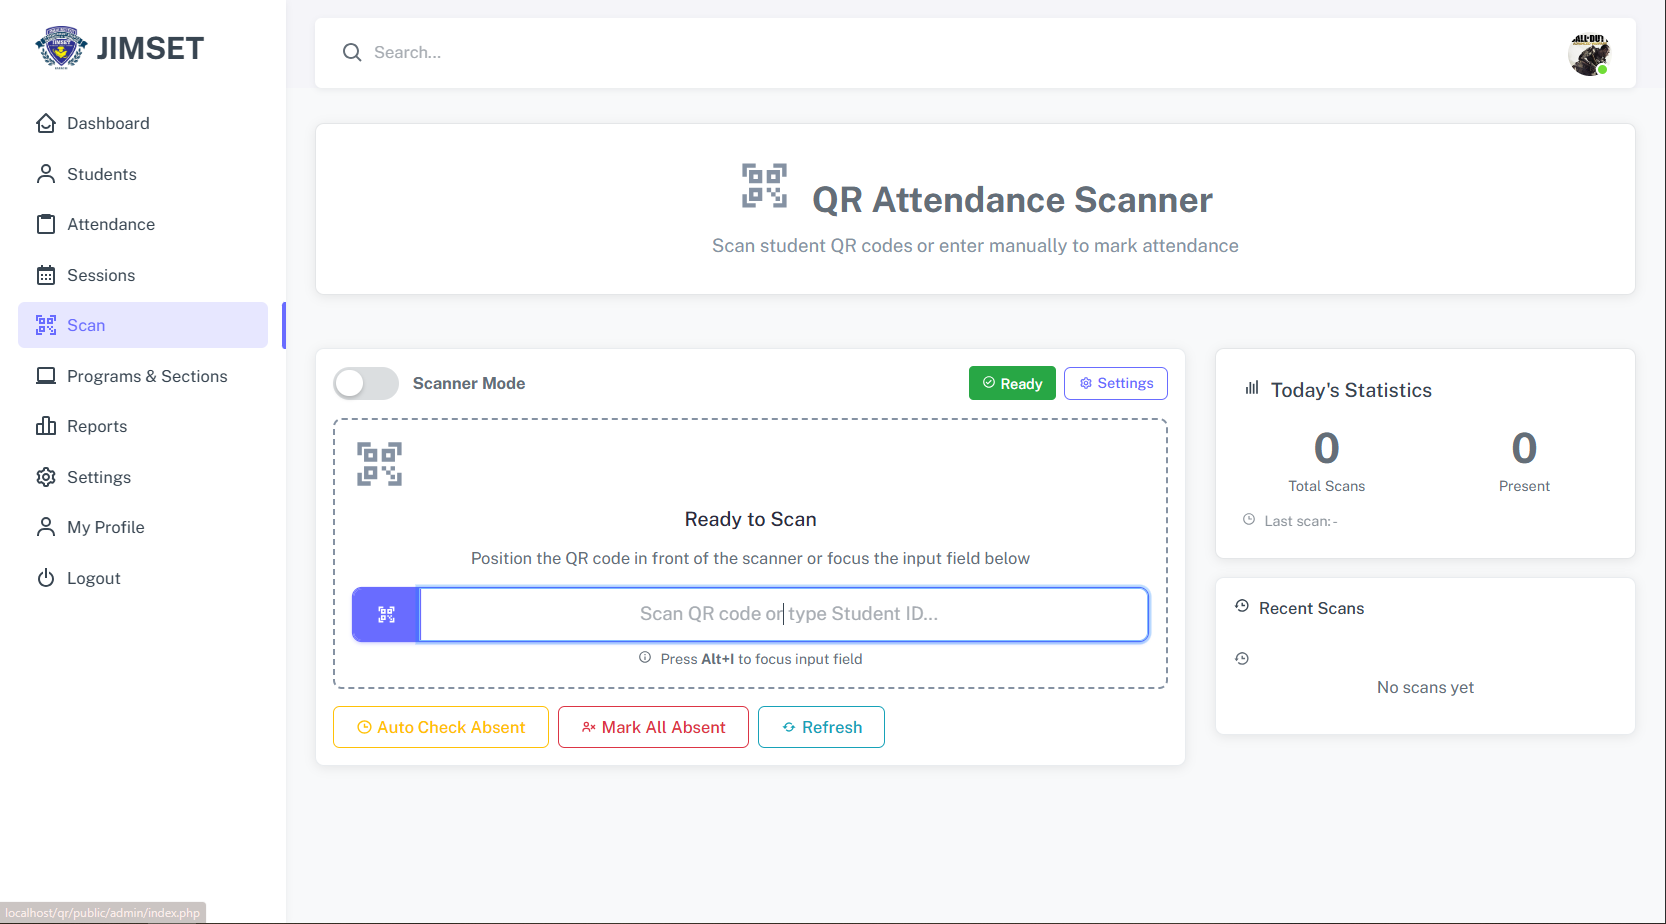 JIMSET
Search...
Dashboard
Students
Attendance
Sessions
Scan
Programs & Sections
Reports
Settings
My Profile
Logout
QR Attendance Scanner
Scan student QR codes or enter manually to mark attendance
Scanner Mode
Ready
Settings
Ready to Scan
Position the QR code in front of the scanner or focus the input field below
Scan QR code or type Student ID...
Press Alt+I to focus input field
Auto Check Absent
Mark All Absent
Refresh
Today's Statistics
0
Total Scans
0
Present
Last scan: -
Recent Scans
No scans yet
localhost/qr/public/admin/index.php